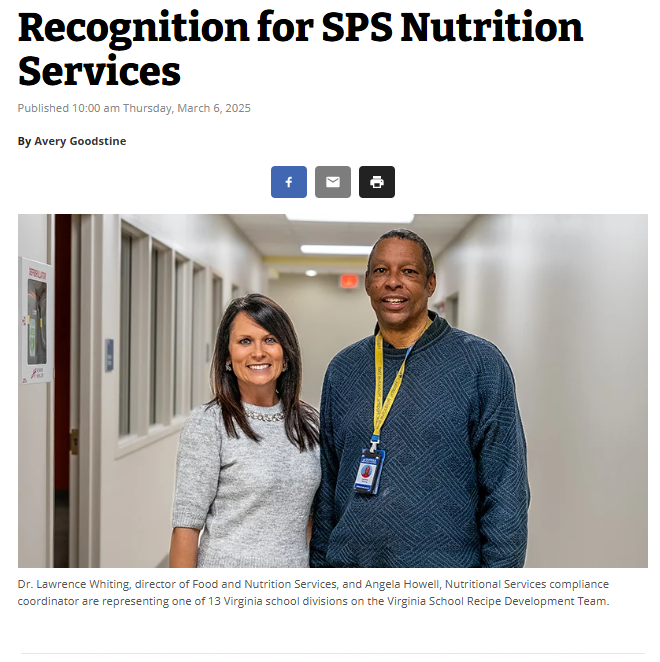 Recognition for SPS Nutrition
Services
Published 10:00 am Thursday, March 6, 2025
By Avery Goodstine
Dr. Lawrence Whiting, director of Food and Nutrition Services, and Angela Howell, Nutritional Services compliance
coordinator are representing one of 13 Virginia school divisions on the Virginia School Recipe Development Team.